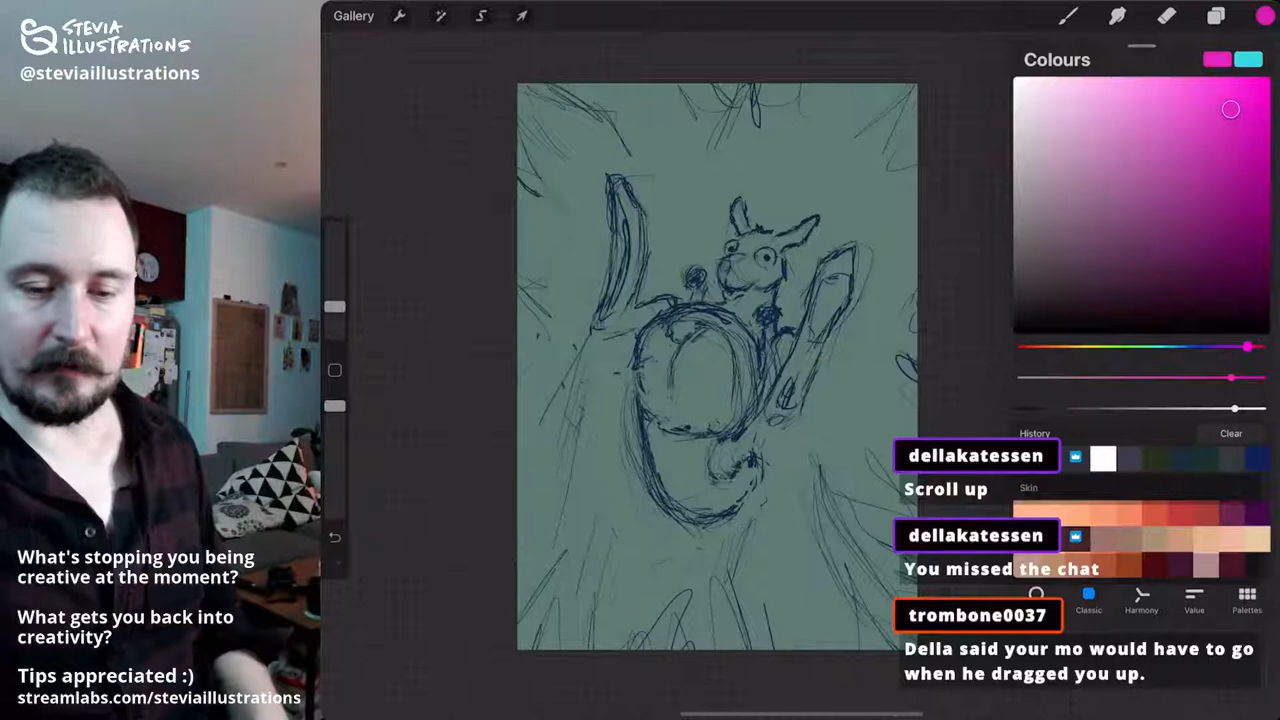 STEVIA
ILLUSTRATIONS
@steviaillustrations
What's stopping you being
creative at the moment?
What gets you back into
creativity?
Tips appreciated :)
streamlabs.com/steviaillustrations
Gallery
Colours
History
Clear
dellakatessen
Scroll up
Skin
dellakatessen
You missed the chat
Classic
Harmony
Value
Palettes
trombone0037
Della said your mo would have to go
when he dragged you up.